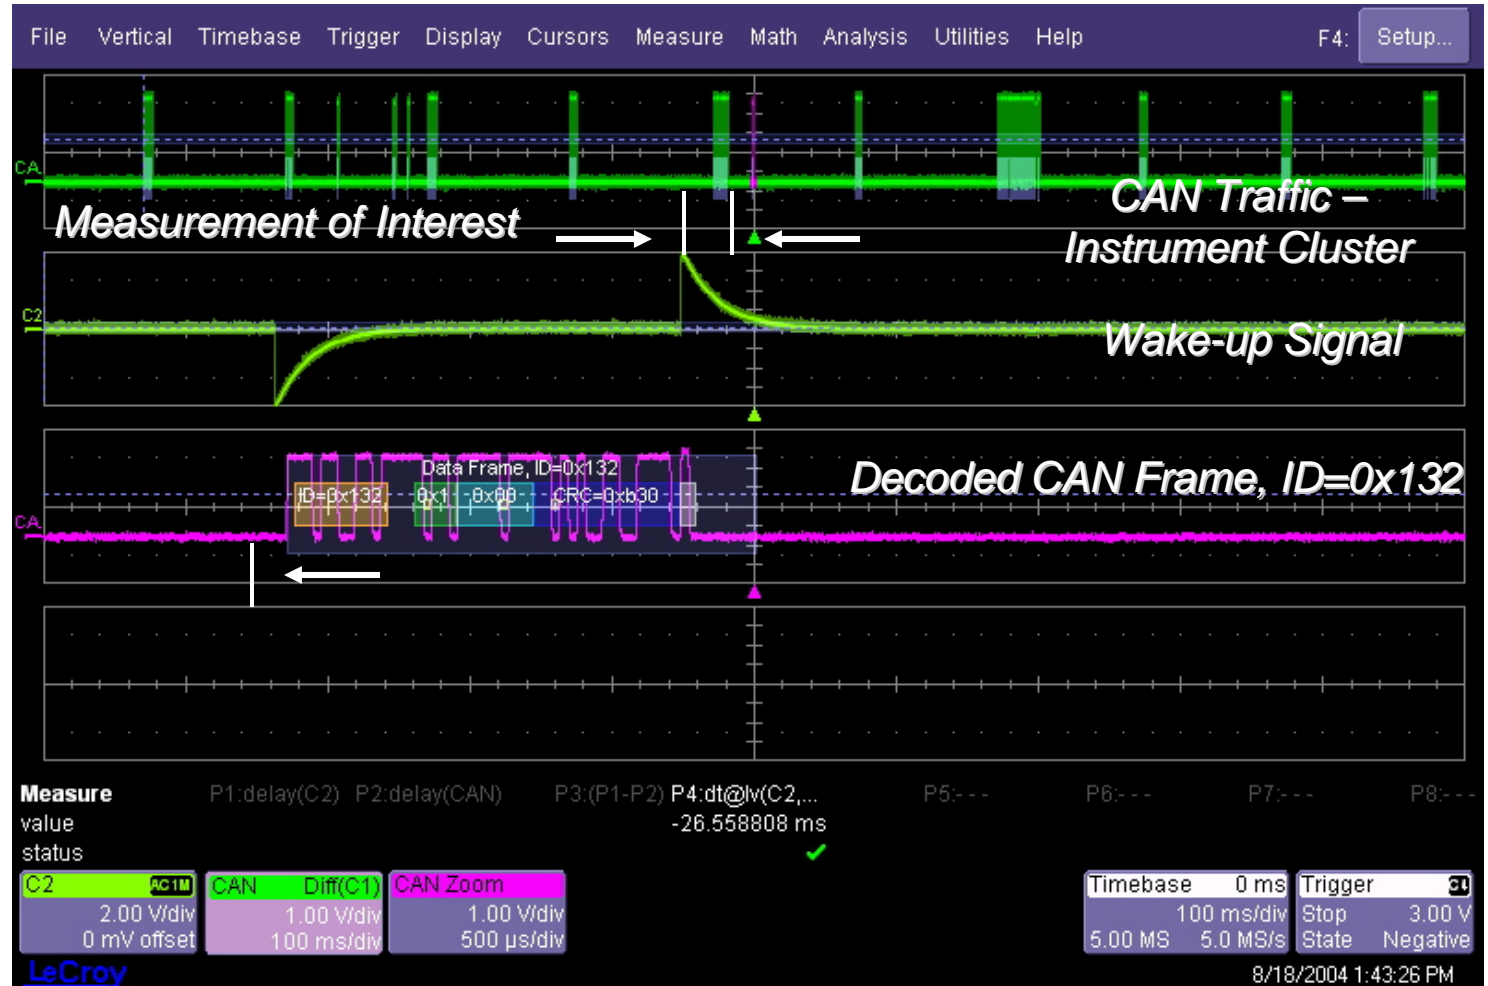 File Vertical Timebase Trigger Display Cursors Measure Math Analysis Utilities Help F4: Setup...
CA
Measurement of Interest
CAN Traffic –
Instrument Cluster
C2
Wake-up Signal
Data Frame, ID=0x132
Decoded CAN Frame, ID=0x132
ID=0x132 0x1 0x00 CRC=0xb30
CA
Measure P1:delay(C2) P2:delay(CAN) P3:(P1-P2) P4:dt@lv(C2,... P5:- - - P6:- - - P7:- - - P8:- - -
value -26.558808 ms
status
C2 AC1M CAN Diff(C1) CAN Zoom Timebase 0 ms Trigger
2.00 V/div 1.00 V/div 1.00 V/div 100 ms/div Stop 3.00 V
0 mV offset 100 ms/div 500 µs/div 5.00 MS 5.0 MS/s State Negative
LeCroy 8/18/2004 1:43:26 PM